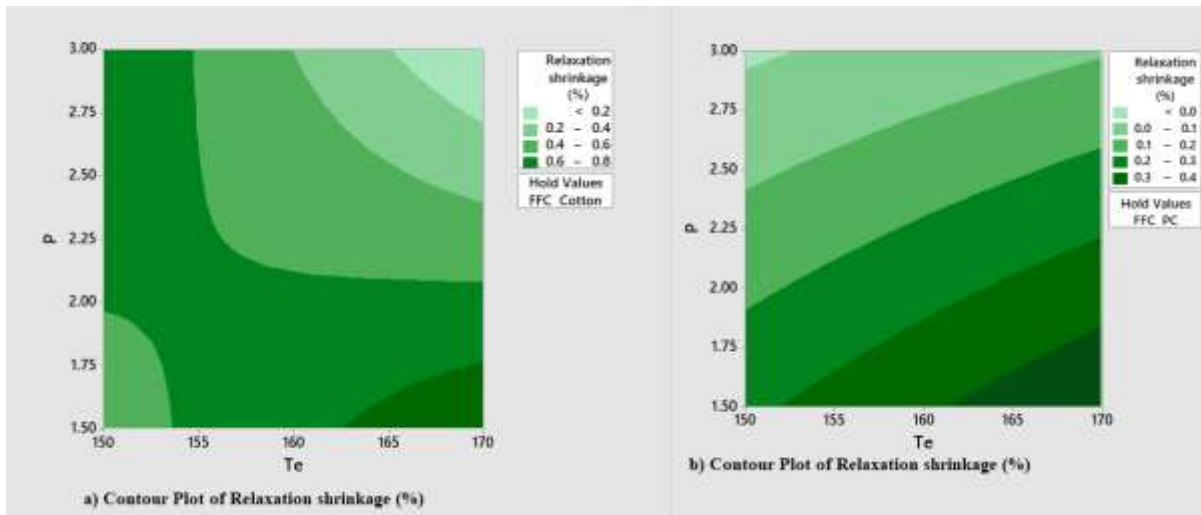 3.00
2.75
2.50
2.25
2.00
1.75
1.50
P
150
155
160
165
170
Te
Relaxation
shrinkage
(%)
< 0.2
0.2 – 0.4
0.4 – 0.6
0.6 – 0.8
Hold Values
FFC Cotton
a) Contour Plot of Relaxation shrinkage (%)
3.00
2.75
2.50
2.25
2.00
1.75
1.50
P
150
155
160
165
170
Te
Relaxation
shrinkage
(%)
< 0.0
0.0 – 0.1
0.1 – 0.2
0.2 – 0.3
0.3 – 0.4
Hold Values
FFC PC
b) Contour Plot of Relaxation shrinkage (%)